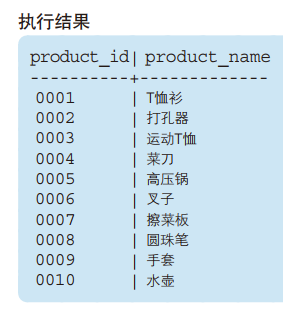 执行结果
product_id| product_name
----------+-------------
0001 | T恤衫
0002 | 打孔器
0003 | 运动T恤
0004 | 菜刀
0005 | 高压锅
0006 | 叉子
0007 | 擦菜板
0008 | 圆珠笔
0009 | 手套
0010 | 水壶